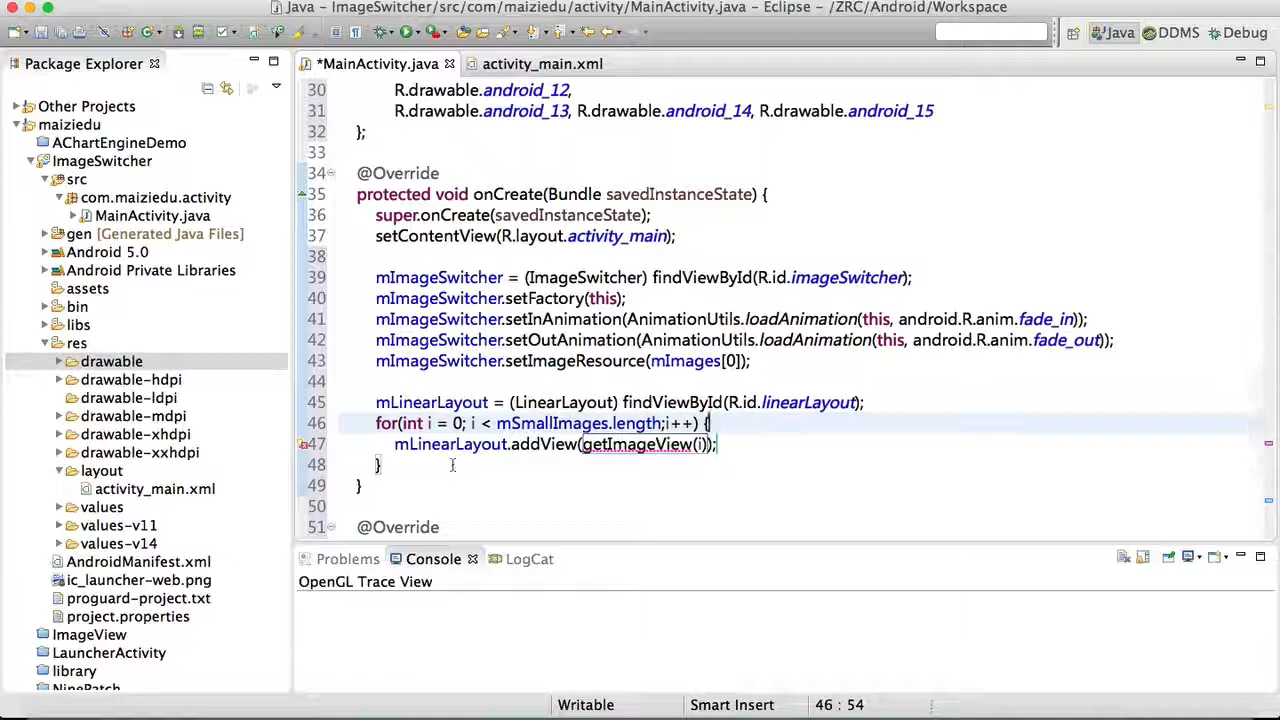 Java - ImageSwitcher/src/com/maiziedu/activity/MainActivity.java - Eclipse - /ZRC/Android/Workspace
Java
DDMS
Debug
Package Explorer
Other Projects
maiziedu
AChartEngineDemo
ImageSwitcher
src
com.maiziedu.activity
MainActivity.java
gen [Generated Java Files]
Android 5.0
Android Private Libraries
assets
bin
libs
res
drawable
drawable-hdpi
drawable-ldpi
drawable-mdpi
drawable-xhdpi
drawable-xxhdpi
layout
activity_main.xml
values
values-v11
values-v14
AndroidManifest.xml
ic_launcher-web.png
proguard-project.txt
project.properties
ImageView
LauncherActivity
library
NinePatch
*MainActivity.java
activity_main.xml
30 R.drawable.android_12,
31 R.drawable.android_13, R.drawable.android_14, R.drawable.android_15
32 };
33
34 @Override
35 protected void onCreate(Bundle savedInstanceState) {
36 super.onCreate(savedInstanceState);
37 setContentView(R.layout.activity_main);
38
39 mImageSwitcher = (ImageSwitcher) findViewById(R.id.imageSwitcher);
40 mImageSwitcher.setFactory(this);
41 mImageSwitcher.setInAnimation(AnimationUtils.loadAnimation(this, android.R.anim.fade_in));
42 mImageSwitcher.setOutAnimation(AnimationUtils.loadAnimation(this, android.R.anim.fade_out));
43 mImageSwitcher.setImageResource(mImages[0]);
44
45 mLinearLayout = (LinearLayout) findViewById(R.id.linearLayout);
46 for(int i = 0; i < mSmallImages.length;i++) {
47 mLinearLayout.addView(getImageView(i));
48 }
49 }
50
51 @Override
Problems
Console
LogCat
OpenGL Trace View
Writable
Smart Insert
46 : 54